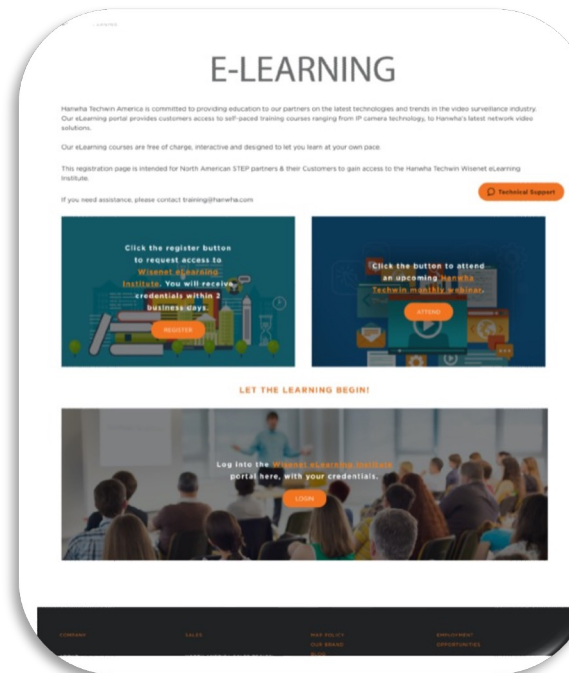 E-LEARNING
Hanwha Techwin America is committed to providing education to our partners on the latest technologies and trends in the video surveillance industry.
Our eLearning portal provides customers access to self-paced training courses ranging from IP camera technology, to Hanwha's latest network video
solutions.
Our eLearning courses are free of charge, interactive and designed to let you learn at your own pace.
This registration page is intended for North American STEP partners & their Customers to gain access to the Hanwha Techwin Wisenet eLearning
Institute.
Technical Support
If you need assistance, please contact training@hanwha.com
Click the register button
to request access to
Wisenet eLearning
Institute. You will receive
credentials within 2
business days.
REGISTER
Click the button to attend
an upcoming Hanwha
Techwin monthly webinar.
ATTEND
LET THE LEARNING BEGIN!
Log into the Wisenet eLearning Institute
portal here, with your credentials.
LOGIN
COMPANY
SALES
MAP POLICY
OUR BRAND
BLOG
EMPLOYMENT
OPPORTUNITIES